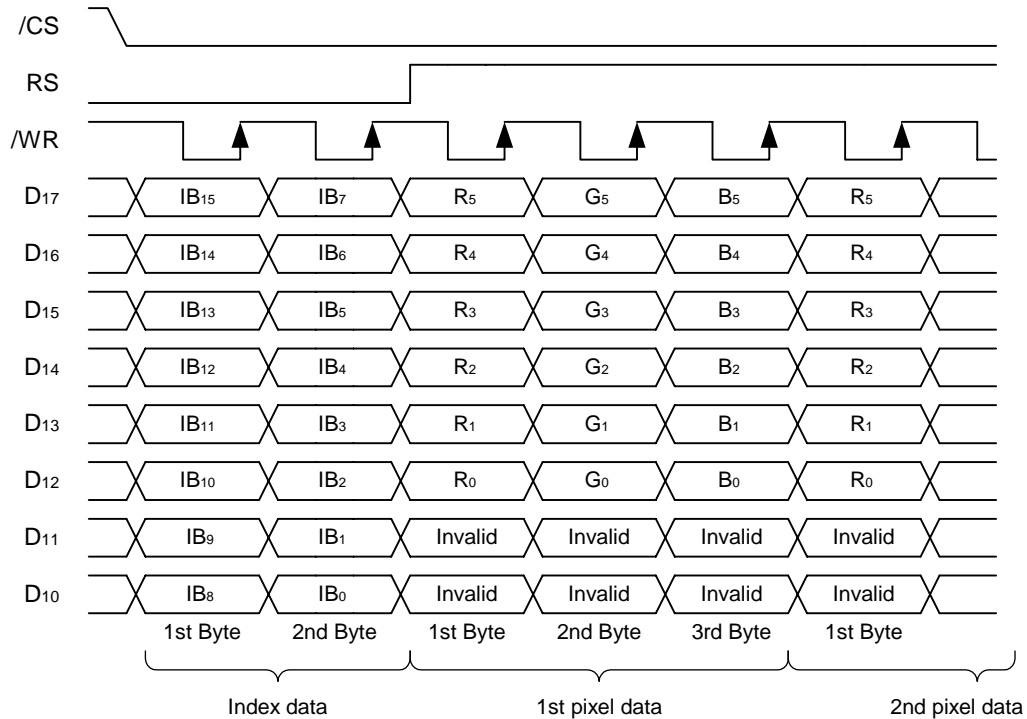 /CS
RS
/WR
D17 IB15 IB7 R5 G5 B5 R5
D16 IB14 IB6 R4 G4 B4 R4
D15 IB13 IB5 R3 G3 B3 R3
D14 IB12 IB4 R2 G2 B2 R2
D13 IB11 IB3 R1 G1 B1 R1
D12 IB10 IB2 R0 G0 B0 R0
D11 IB9 IB1 Invalid Invalid Invalid Invalid
D10 IB8 IB0 Invalid Invalid Invalid Invalid
1st Byte 2nd Byte 1st Byte 2nd Byte 3rd Byte 1st Byte
Index data 1st pixel data 2nd pixel data